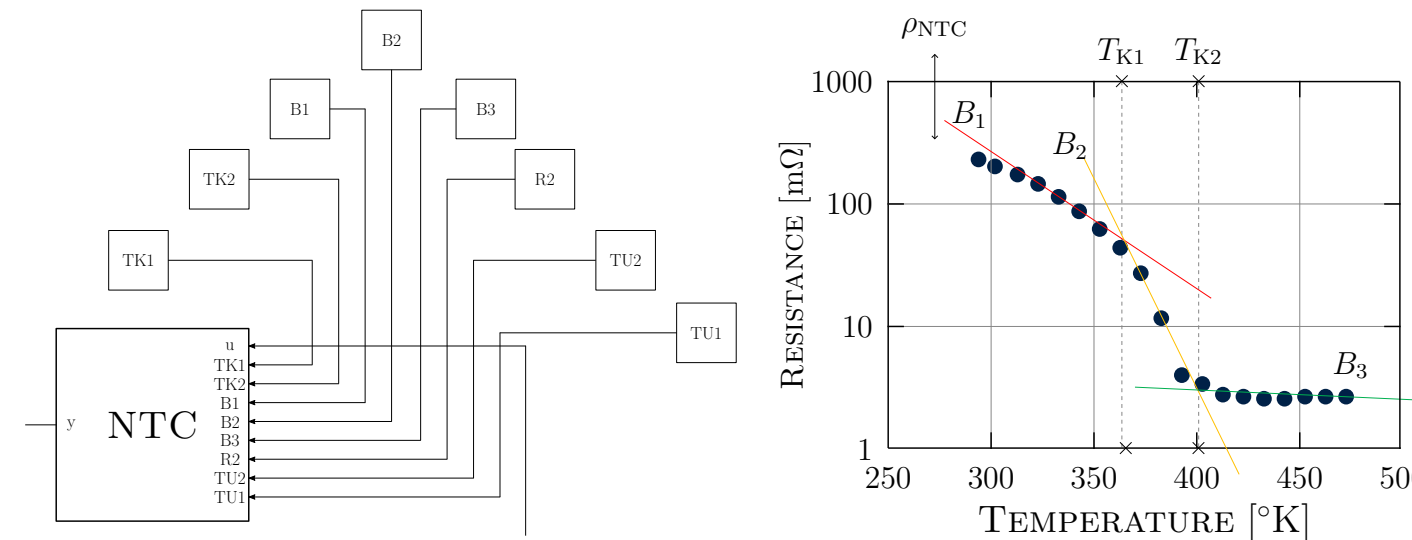 B2
B1
B3
TK2
R2
TK1
TU2
TU1
u
TK1
TK2
B1
B2
B3
R2
TU2
TU1
y
NTC
ρNTC
TK1
TK2
1000
100
10
1
B1
B2
B3
RESISTANCE [mΩ]
250 300 350 400 450 50
TEMPERATURE [°K]